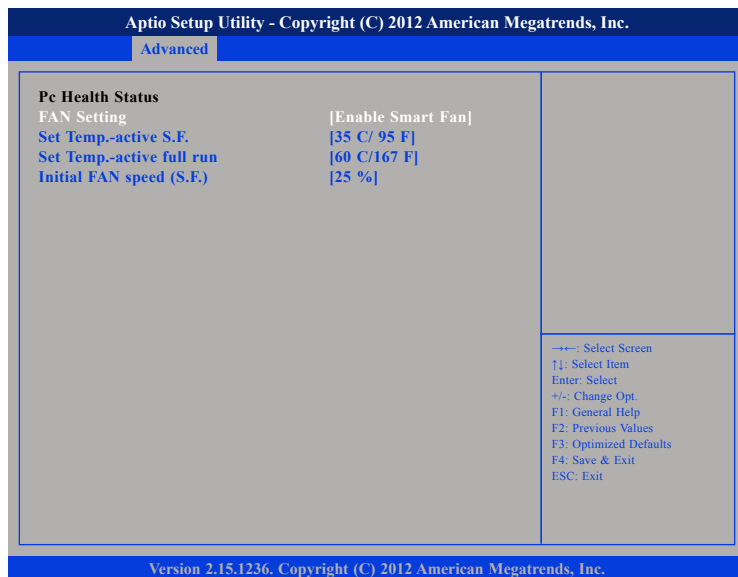 Aptio Setup Utility - Copyright (C) 2012 American Megatrends, Inc.
Advanced
Pc Health Status
FAN Setting [Enable Smart Fan]
Set Temp.-active S.F. [35 C/ 95 F]
Set Temp.-active full run [60 C/167 F]
Initial FAN speed (S.F.) [25 %]
→←: Select Screen
↑↓: Select Item
Enter: Select
+/-: Change Opt.
F1: General Help
F2: Previous Values
F3: Optimized Defaults
F4: Save & Exit
ESC: Exit
Version 2.15.1236. Copyright (C) 2012 American Megatrends, Inc.